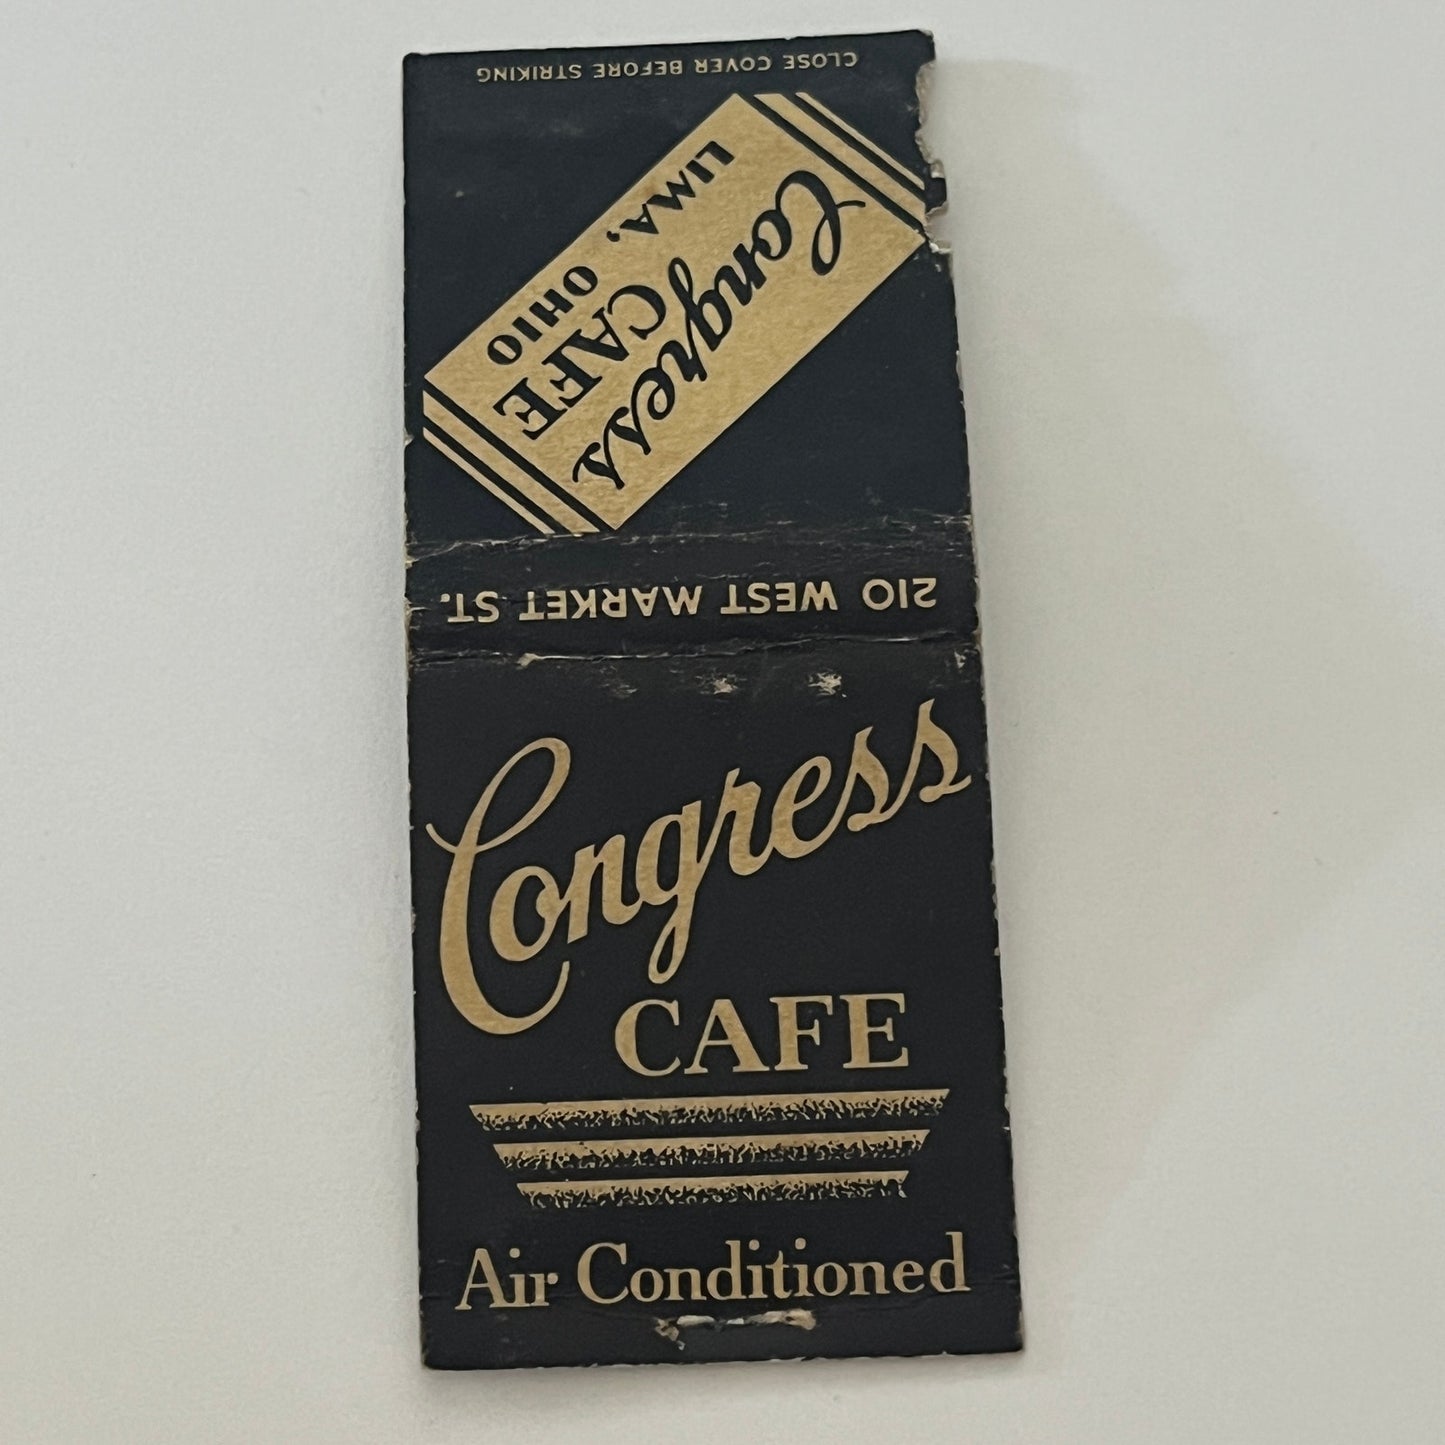 CLOSE COVER BEFORE STRIKING
Congress
CAFE
LIMA, OHIO
210 WEST MARKET ST.
Congress
CAFE
Air Conditioned